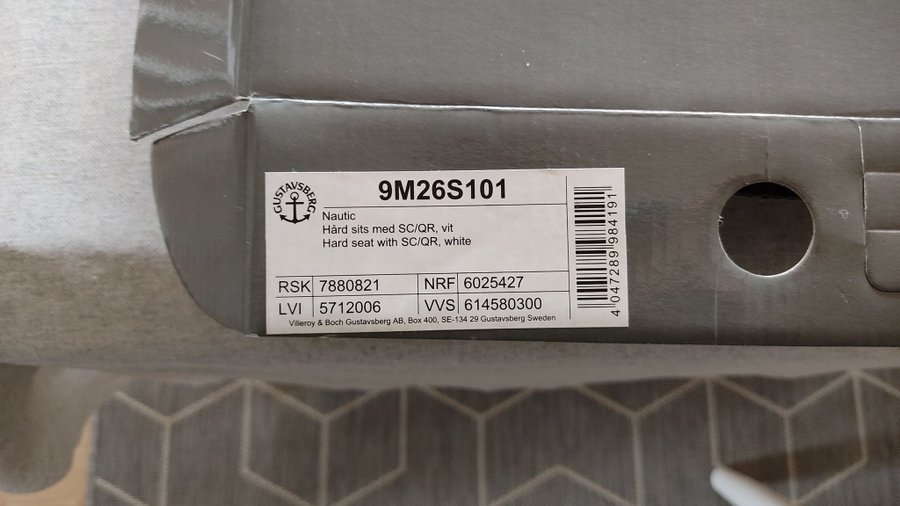 GUSTAVSBERG
9M26S101
Nautic
Hård sits med SC/QR, vit
Hard seat with SC/QR, white
RSK 7880821 NRF 6025427
LVI 5712006 VVS 614580300
Villeroy & Boch Gustavsberg AB, Box 400, SE-134 29 Gustavsberg Sweden
4 047289 984191